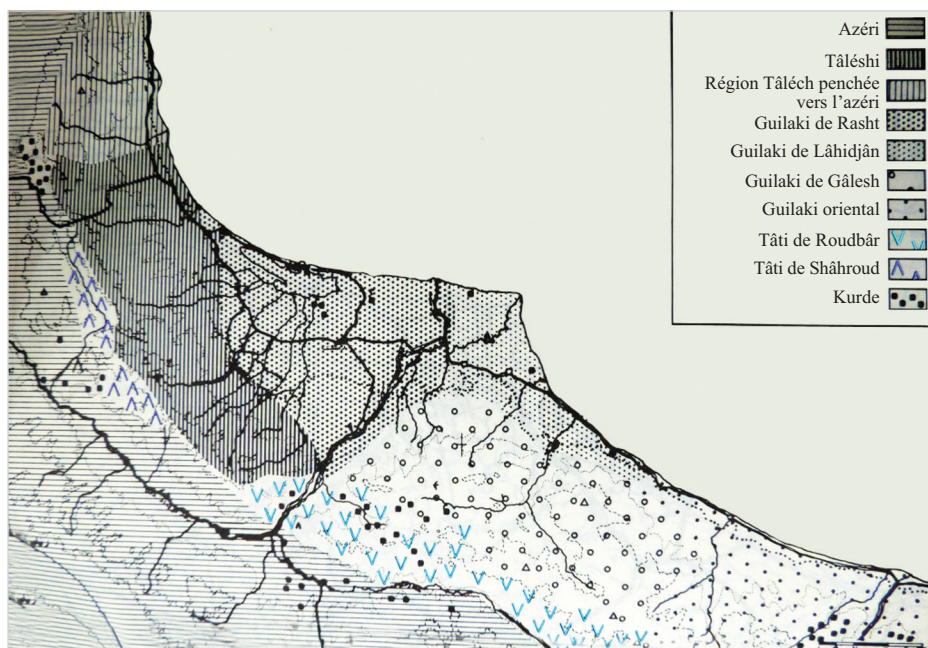 Azéri
Tâléshi
Région Tâléch penchée
vers l’azéri
Guilaki de Rasht
Guilaki de Lâhidjân
Guilaki de Gâlesh
Guilaki oriental
Tâti de Roudbâr
Tâti de Shâhroud
Kurde